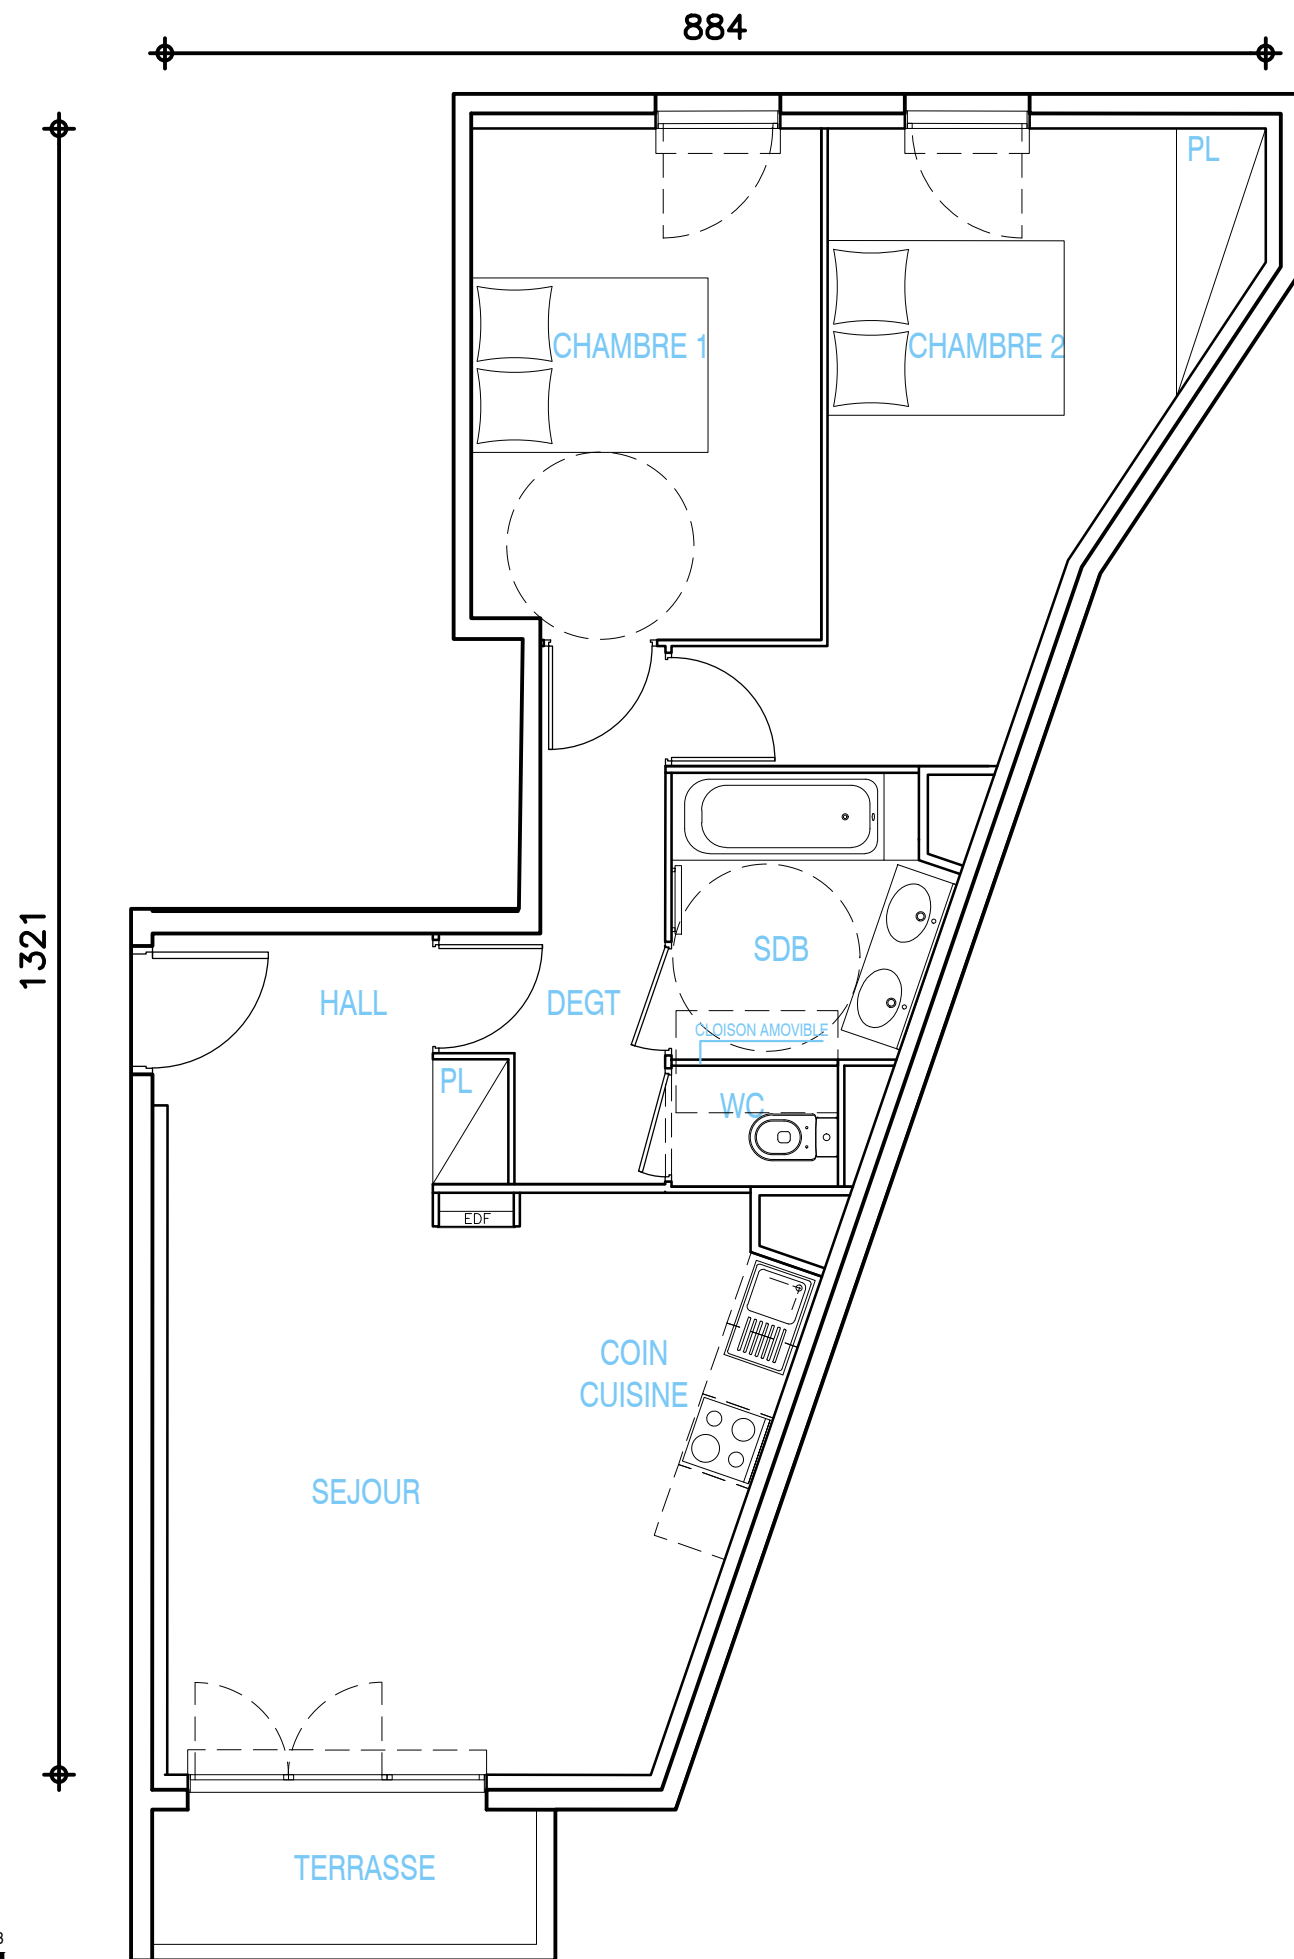 884
PL
CHAMBRE 1
CHAMBRE 2
1321
SDB
HALL
DEGT
CLOISON AMOVIBLE
PL
WC
EDF
COIN
CUISINE
SEJOUR
TERRASSE